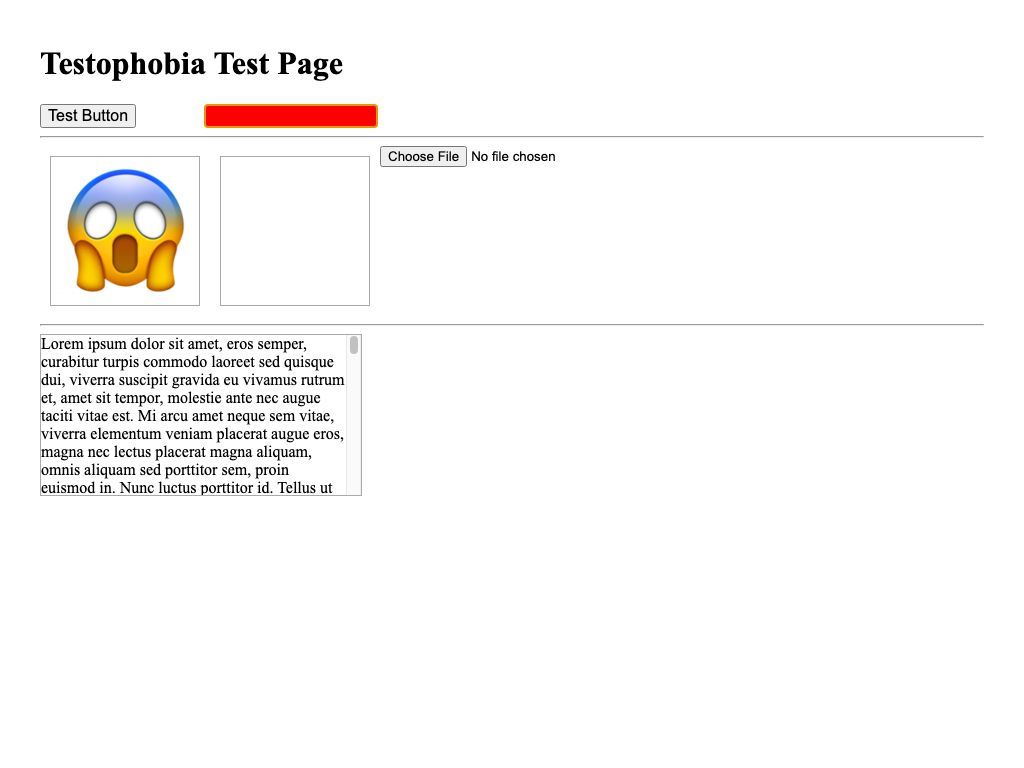 Testophobia Test Page
Test Button
Choose File No file chosen
Lorem ipsum dolor sit amet, eros semper,
curabitur turpis commodo laoreet sed quisque
dui, viverra suscipit gravida eu vivamus rutrum
et, amet sit tempor, molestie ante nec augue
taciti vitae est. Mi arcu amet neque sem vitae,
viverra elementum veniam placerat augue eros,
magna nec lectus placerat magna aliquam,
omnis aliquam sed porttitor sem, proin
euismod in. Nunc luctus porttitor id. Tellus ut